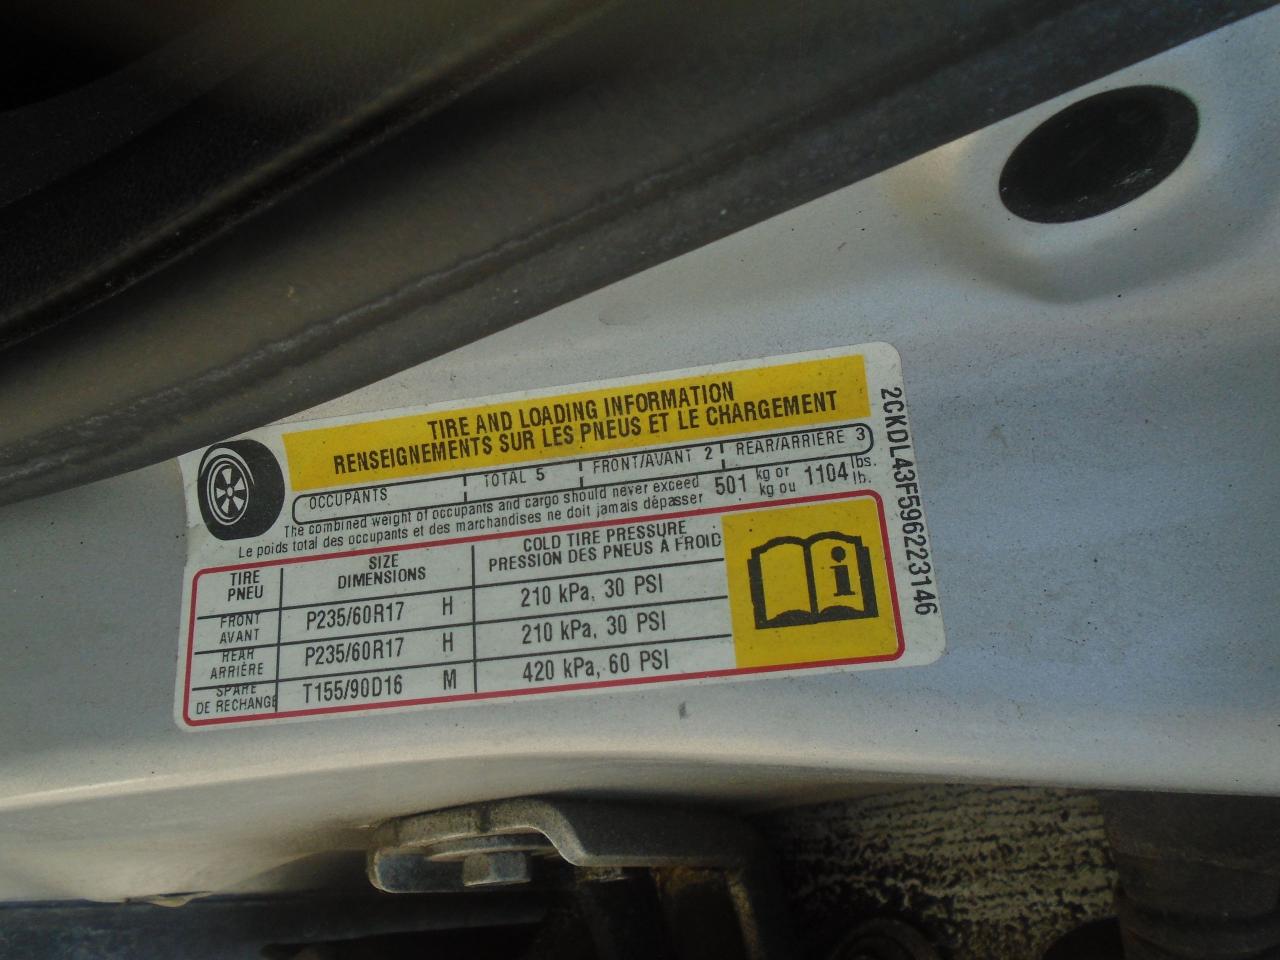 TIRE AND LOADING INFORMATION
RENSEIGNEMENTS SUR LES PNEUS ET LE CHARGEMENT
OCCUPANTS TOTAL 5 FRONT/AVANT 2 REAR/ARRIÈRE 3
The combined weight of occupants and cargo should never exceed 501 kg or 1104 lbs.
Le poids total des occupants et des marchandises ne doit jamais dépasser kg ou lb.
TIRE SIZE COLD TIRE PRESSURE
PNEU DIMENSIONS PRESSION DES PNEUS À FROID
FRONT P235/60R17 H 210 kPa, 30 PSI
AVANT
REAR P235/60R17 H 210 kPa, 30 PSI
ARRIÈRE
SPARE T155/90D16 M 420 kPa, 60 PSI
DE RECHANGE
i
2CKDL43F596223146